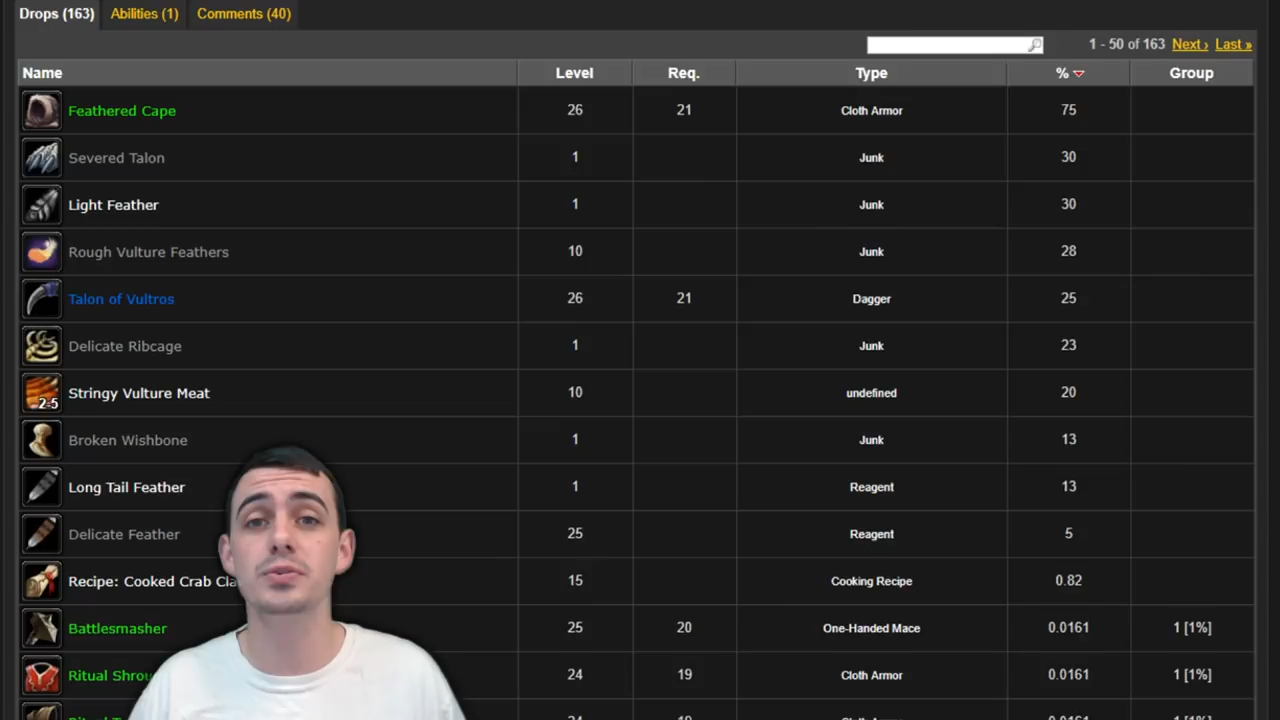 Drops (163) Abilities (1) Comments (40)
1 - 50 of 163 Next › Last »
Name Level Req. Type % Group
Feathered Cape 26 21 Cloth Armor 75
Severed Talon 1 Junk 30
Light Feather 1 Junk 30
Rough Vulture Feathers 10 Junk 28
Talon of Vultros 26 21 Dagger 25
Delicate Ribcage 1 Junk 23
2-5 Stringy Vulture Meat 10 undefined 20
Broken Wishbone 1 Junk 13
Long Tail Feather 1 Reagent 13
Delicate Feather 25 Reagent 5
Recipe: Cooked Crab Cla 15 Cooking Recipe 0.82
Battlesmasher 25 20 One-Handed Mace 0.0161 1 [1%]
Ritual Shrou 24 19 Cloth Armor 0.0161 1 [1%]